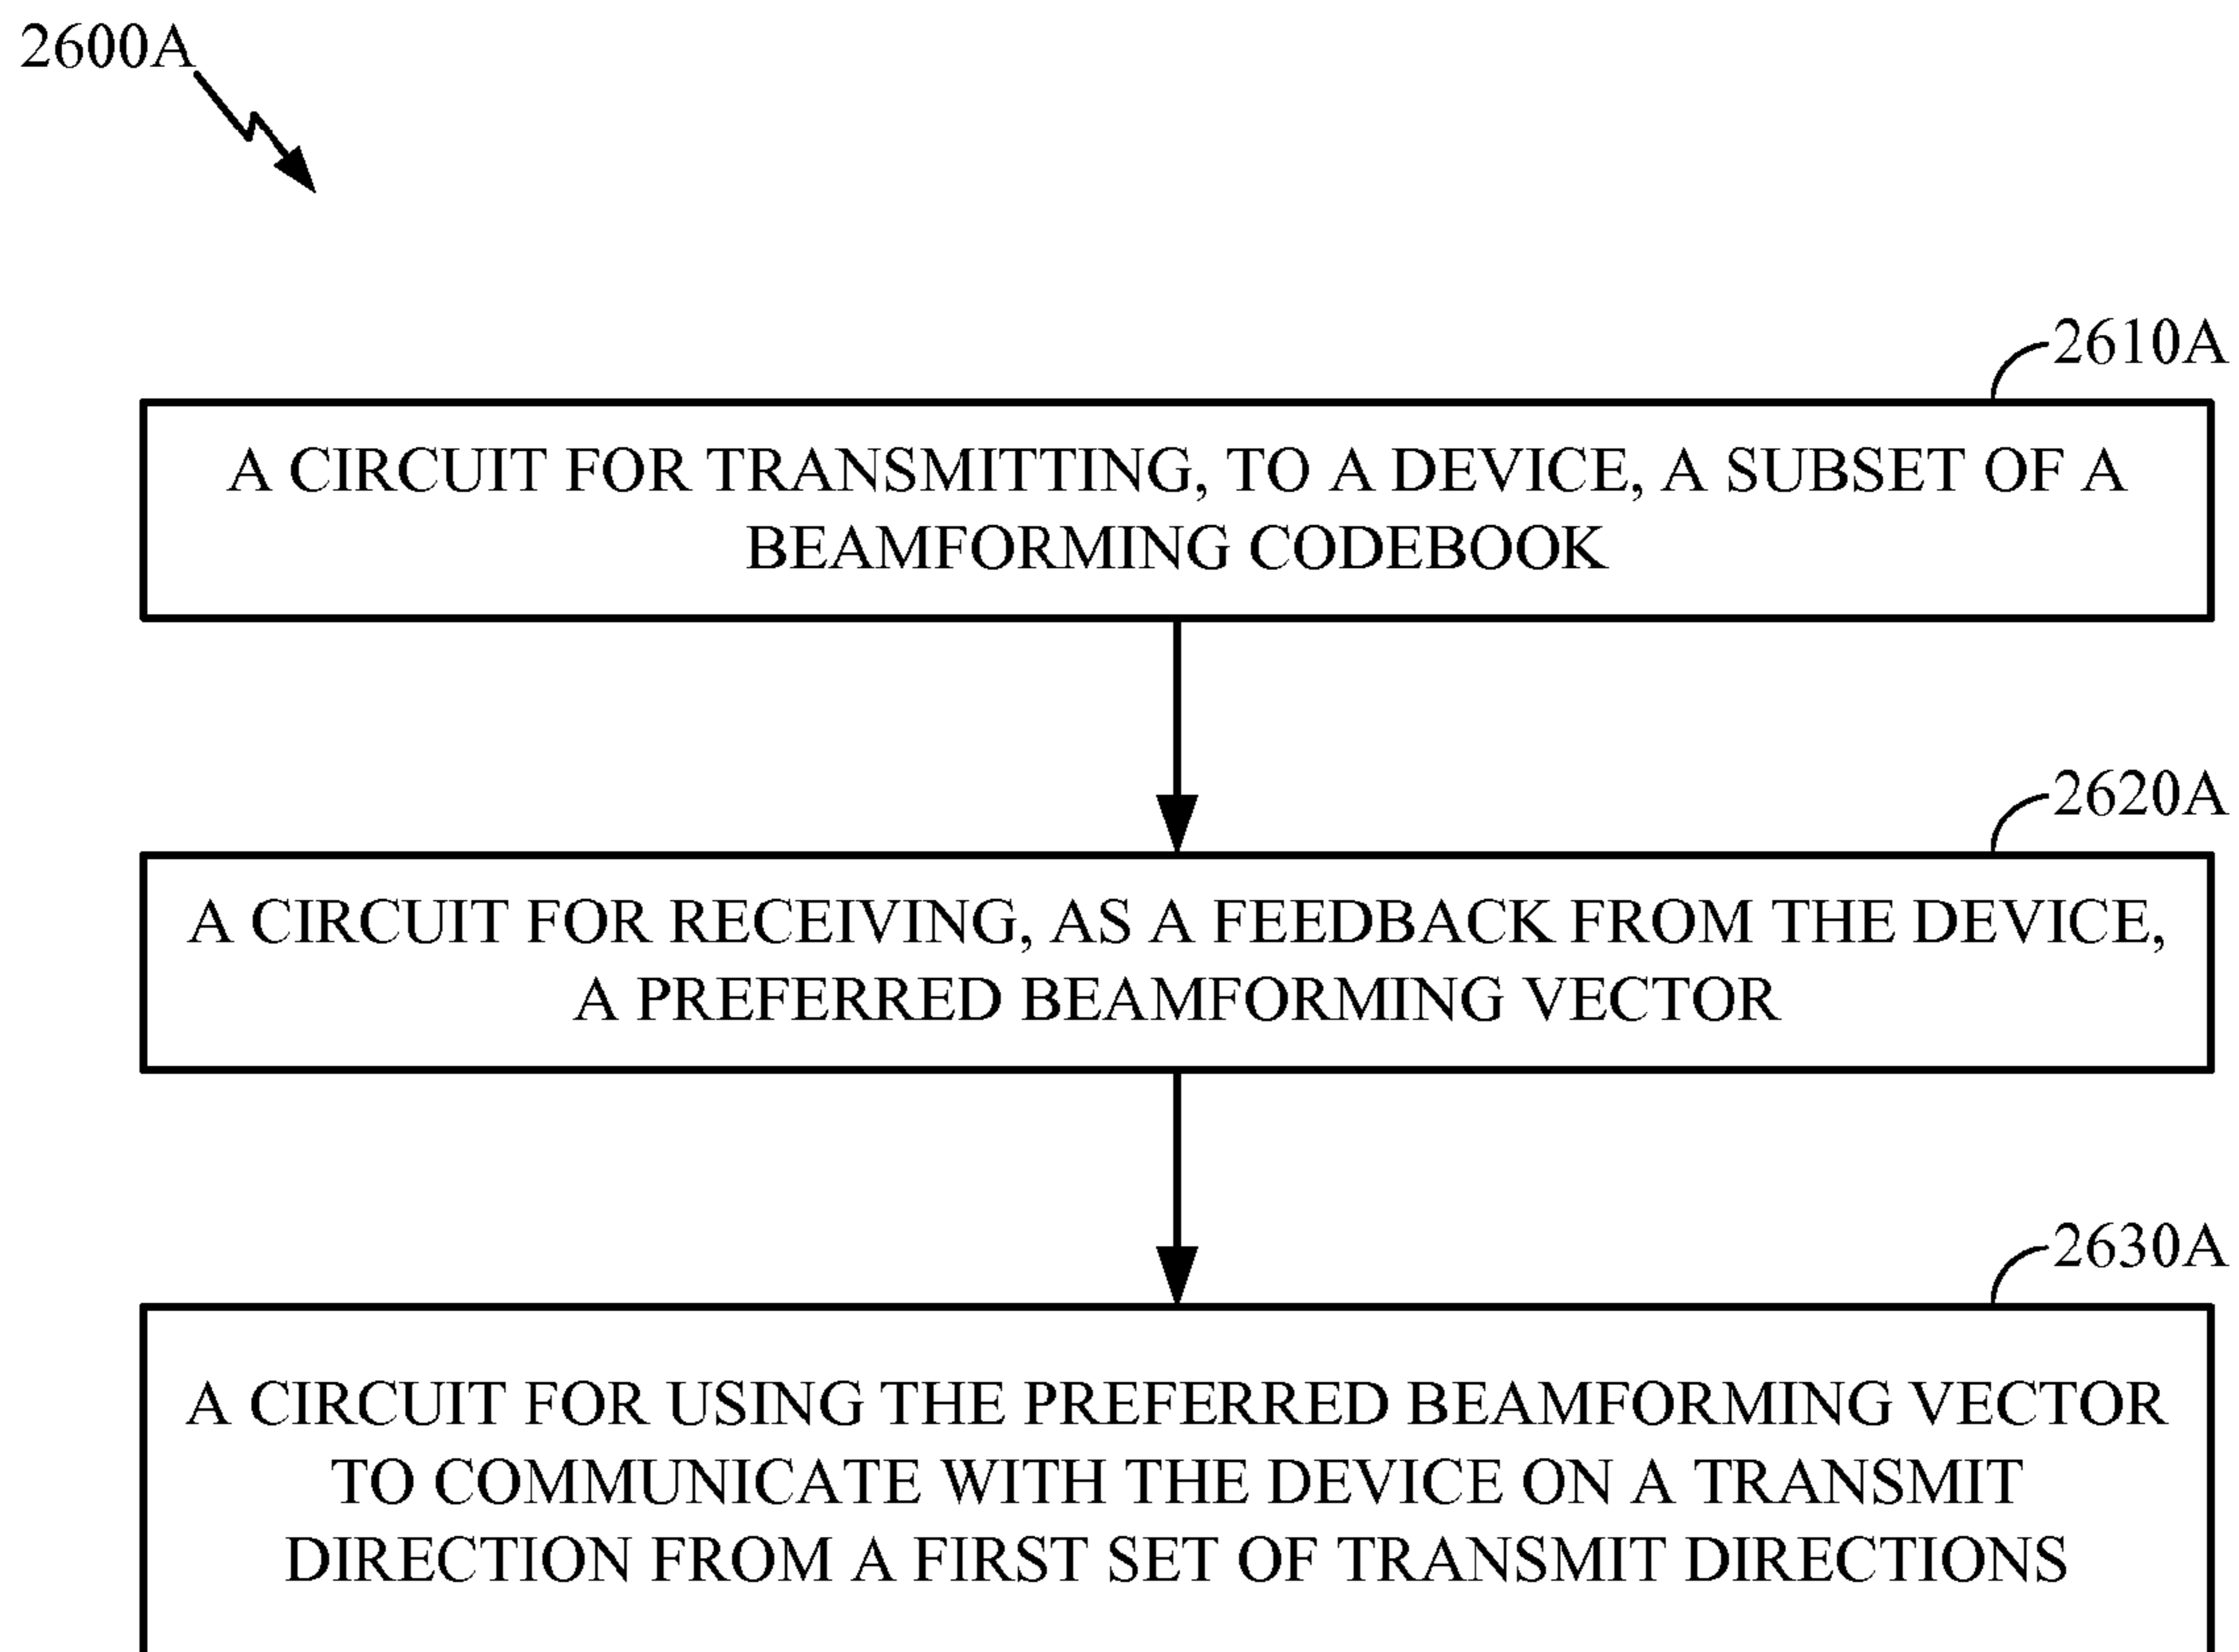 2600A
2610A
A CIRCUIT FOR TRANSMITTING, TO A DEVICE, A SUBSET OF A
BEAMFORMING CODEBOOK
2620A
A CIRCUIT FOR RECEIVING, AS A FEEDBACK FROM THE DEVICE,
A PREFERRED BEAMFORMING VECTOR
2630A
A CIRCUIT FOR USING THE PREFERRED BEAMFORMING VECTOR
TO COMMUNICATE WITH THE DEVICE ON A TRANSMIT
DIRECTION FROM A FIRST SET OF TRANSMIT DIRECTIONS